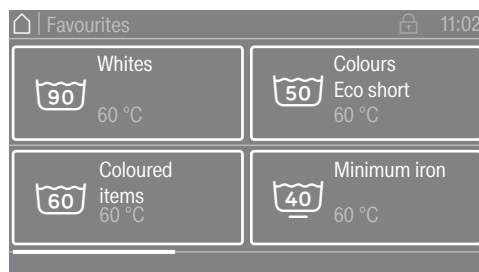 Favourites 11:02
Whites
90
60 °C
Colours
50 Eco short
60 °C
Coloured
60 items
60 °C
Minimum iron
40
60 °C